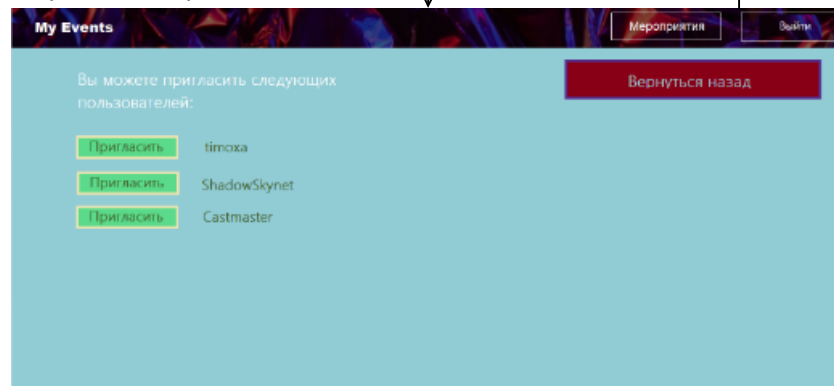 My Events
Мероприятия
Выйти
Вы можете пригласить следующих
пользователей:
Вернуться назад
Пригласить timoxa
Пригласить ShadowSkynet
Пригласить Castmaster